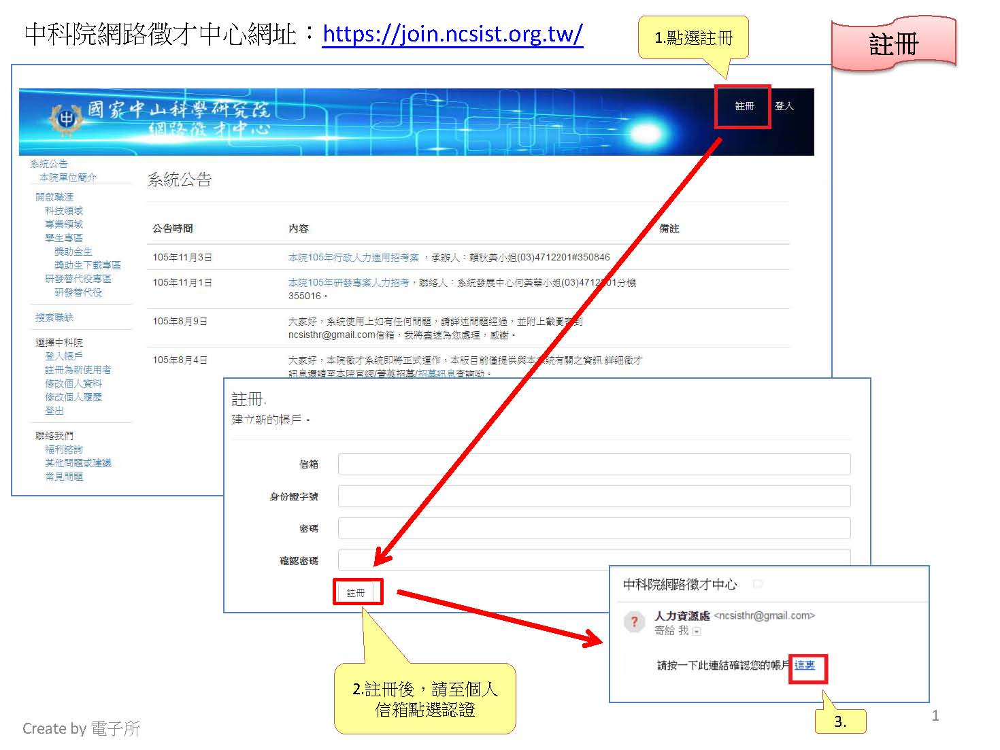 中科院網路徵才中心網址：https://join.ncsist.org.tw/
1.點選註冊
註冊
國家中山科學研究院
網路徵才中心
註冊 登入
系統公告
本院單位簡介
開啟職涯
科技領域
專業領域
學生專區
獎助金生
獎助生下載專區
研發替代役專區
研發替代役
搜索職缺
選擇中科院
登入帳戶
註冊為新使用者
修改個人資料
修改個人履歷
登出
聯絡我們
福利諮詢
其他問題或建議
常見問題
系統公告
公告時間 內容 備註
105年11月3日 本院105年行政人力進用招考案，承辦人：賴秋美小姐(03)4712201#350846
105年11月1日 本院105年研發專案人力招考，聯絡人：系統發展中心何美華小姐(03)4712201分機
355016。
105年8月9日 大家好，系統使用上如有任何問題，請詳述問題經過，並附上截圖寄到
ncsisthr@gmail.com信箱，我將盡速為您處理，感謝。
105年8月4日 大家好，本院徵才系統即將正式運作，本版目前僅提供與本系統有關之資訊 詳細徵才
訊息還請至本院官網/菁英招募/招募訊息查詢呦。
註冊.
建立新的帳戶。
信箱
身份證字號
密碼
確認密碼
註冊
2.註冊後，請至個人
信箱點選認證
中科院網路徵才中心
人力資源處 <ncsisthr@gmail.com>
寄給 我
請按一下此連結確認您的帳戶 這裏
3.
Create by 電子所
1